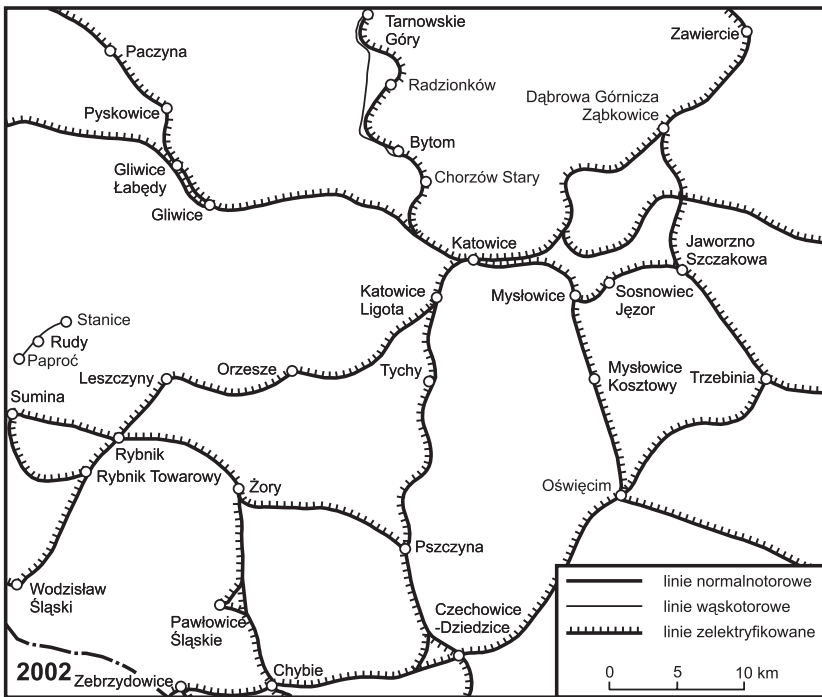 Tarnowskie
Góry
Zawiercie
Paczyna
Radzionków
Dąbrowa Górnicza
Ząbkowice
Pyskowice
Bytom
Gliwice
Łabędy
Chorzów Stary
Gliwice
Katowice
Jaworzno
Szczakowa
Katowice
Ligota
Mysłowice
Sosnowiec
Jęzor
Stanice
Rudy
Paproć
Leszczyny
Orzesze
Tychy
Mysłowice
Kosztowy
Trzebinia
Sumina
Rybnik
Rybnik Towarowy
Żory
Oświęcim
Pszczyna
Wodzisław
Śląski
Pawłowice
Śląskie
Czechowice
-Dziedzice
linie normalnotorowe
linie wąskotorowe
linie zelektryfikowane
2002
Zebrzydowice
Chybie
0 5 10 km